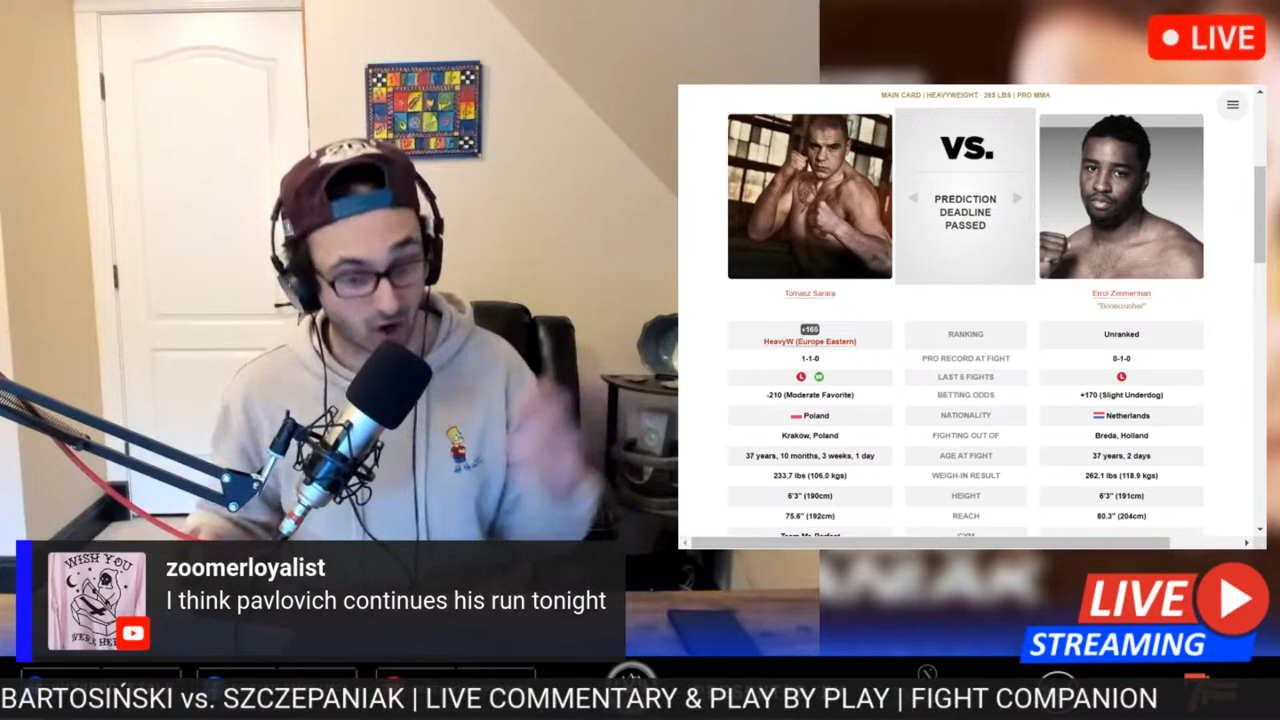 LIVE
MAIN CARD | HEAVYWEIGHT · 265 LBS | PRO MMA
VS.
PREDICTION
DEADLINE
PASSED
Tomasz Sarara
Errol Zimmerman
"Bonecrusher"
+165
HeavyW (Europe Eastern)
RANKING
Unranked
1-1-0
PRO RECORD AT FIGHT
0-1-0
L W
LAST 5 FIGHTS
L
-210 (Moderate Favorite)
BETTING ODDS
+170 (Slight Underdog)
Poland
NATIONALITY
Netherlands
Kraków, Poland
FIGHTING OUT OF
Breda, Holland
37 years, 10 months, 3 weeks, 1 day
AGE AT FIGHT
37 years, 2 days
233.7 lbs (106.0 kgs)
WEIGH-IN RESULT
262.1 lbs (118.9 kgs)
6'3" (190cm)
HEIGHT
6'3" (191cm)
75.6" (192cm)
REACH
80.3" (204cm)
WISH YOU
WERE HE
zoomerloyalist
I think pavlovich continues his run tonight
LIVE
STREAMING
BARTOSIŃSKI vs. SZCZEPANIAK | LIVE COMMENTARY & PLAY BY PLAY | FIGHT COMPANION